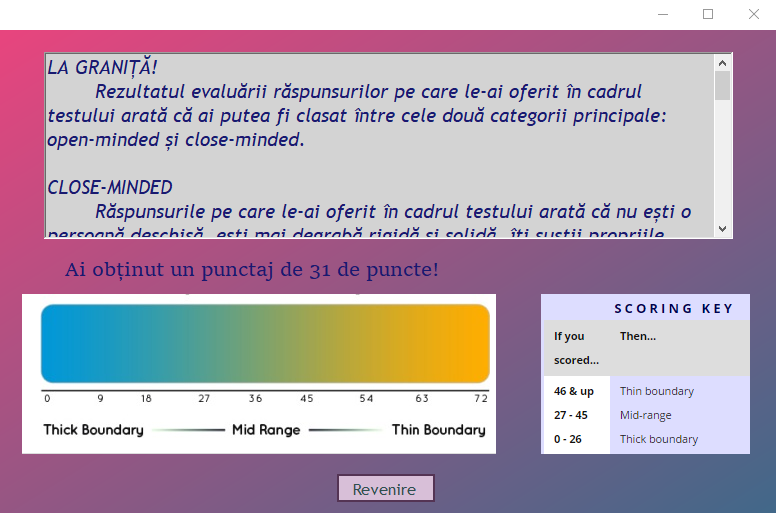 LA GRANIȚĂ!
Rezultatul evaluării răspunsurilor pe care le-ai oferit în cadrul
testului arată că ai putea fi clasat între cele două categorii principale:
open-minded și close-minded.
CLOSE-MINDED
Răspunsurile pe care le-ai oferit în cadrul testului arată că nu ești o
persoană deschisă, ești mai degrabă rigidă și solidă, îți susții propriile
Ai obținut un punctaj de 31 de puncte!
0 9 18 27 36 45 54 63 72
Thick Boundary Mid Range Thin Boundary
SCORING KEY
If you
scored...
Then...
46 & up Thin boundary
27 - 45 Mid-range
0 - 26 Thick boundary
Revenire